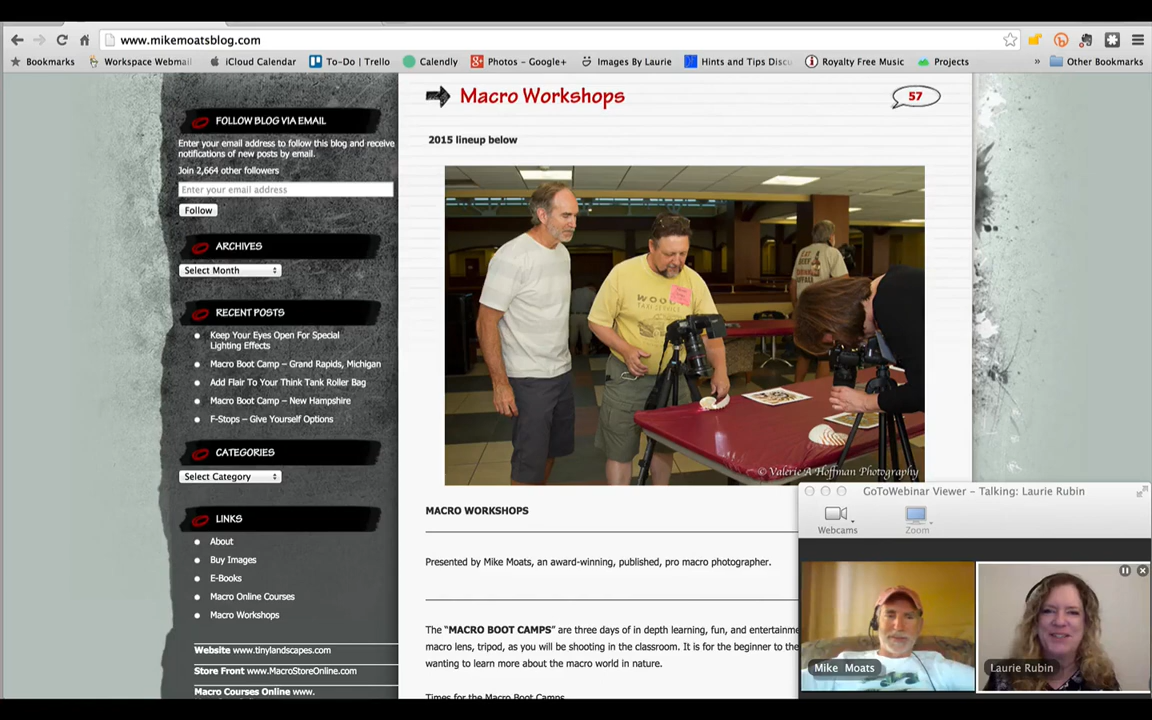 www.mikemoatsblog.com
Bookmarks
Workspace Webmail
iCloud Calendar
To-Do | Trello
Calendly
Photos - Google+
Images By Laurie
Hints and Tips Discu
Royalty Free Music
Projects
»
Other Bookmarks
FOLLOW BLOG VIA EMAIL
Enter your email address to follow this blog and receive
notifications of new posts by email.
Join 2,664 other followers
Enter your email address
Follow
ARCHIVES
Select Month
RECENT POSTS
Keep Your Eyes Open For Special
Lighting Effects
Macro Boot Camp – Grand Rapids, Michigan
Add Flair To Your Think Tank Roller Bag
Macro Boot Camp – New Hampshire
F-Stops – Give Yourself Options
CATEGORIES
Select Category
LINKS
About
Buy Images
E-Books
Macro Online Courses
Macro Workshops
Website www.tinylandscapes.com
Store Front www.MacroStoreOnline.com
Macro Courses Online www.
Macro Workshops
57
2015 lineup below
© Valerie A Hoffman Photography
MACRO WORKSHOPS
Presented by Mike Moats, an award-winning, published, pro macro photographer.
The "MACRO BOOT CAMPS" are three days of in depth learning, fun, and entertainme
macro lens, tripod, as you will be shooting in the classroom. It is for the beginner to the
wanting to learn more about the macro world in nature.
Times for the Macro Boot Camps
GoToWebinar Viewer – Talking: Laurie Rubin
Webcams
Zoom
Mike Moats
Laurie Rubin